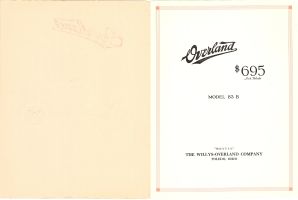 Overland
$695
MODEL 83 B
THE WILLYS-OVERLAND COMPANY
TOLEDO, OHIO